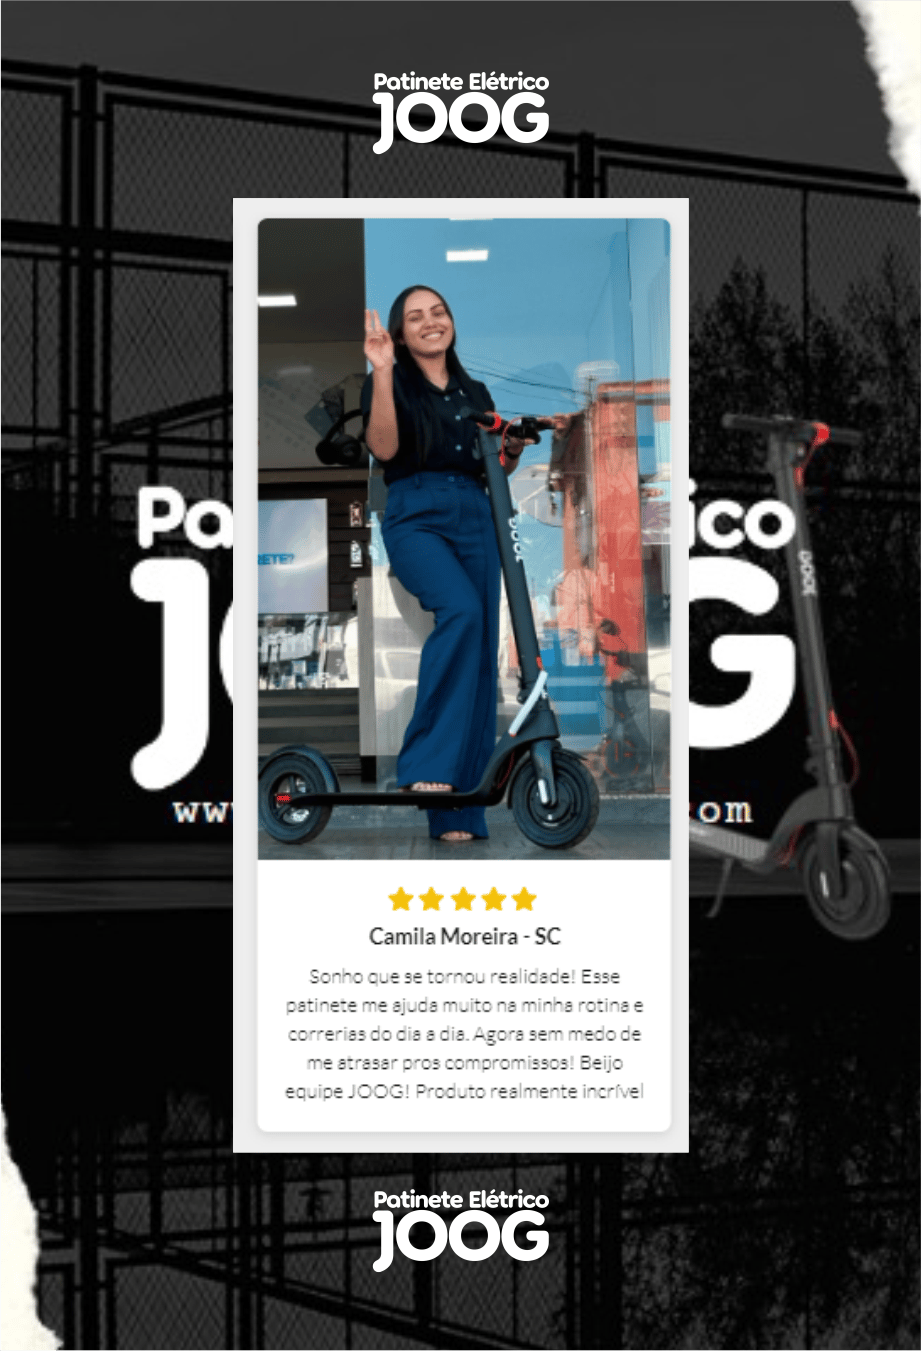 Patinete Elétrico
JOOG
JOOG
JOOG
Camila Moreira - SC
Sonho que se tornou realidade! Esse
patinete me ajuda muito na minha rotina e
correrias do dia a dia. Agora sem medo de
me atrasar pros compromissos! Beijo
equipe JOOG! Produto realmente incrível
Patinete Elétrico
JOOG